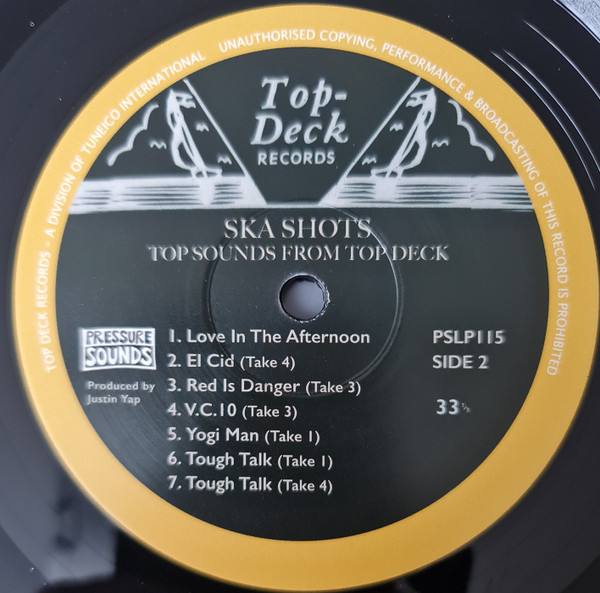 TOP DECK RECORDS - A DIVISION OF TUNEICO INTERNATIONAL UNAUTHORISED COPYING, PERFORMANCE & BROADCASTING OF THIS RECORD IS PROHIBITED
Top-
Deck
RECORDS
SKA SHOTS
TOP SOUNDS FROM TOP DECK
PRESSURE
SOUNDS
Produced by
Justin Yap
1. Love In The Afternoon
2. El Cid (Take 4)
3. Red Is Danger (Take 3)
4. V.C.10 (Take 3)
5. Yogi Man (Take 1)
6. Tough Talk (Take 1)
7. Tough Talk (Take 4)
PSLP115
SIDE 2
33⅓